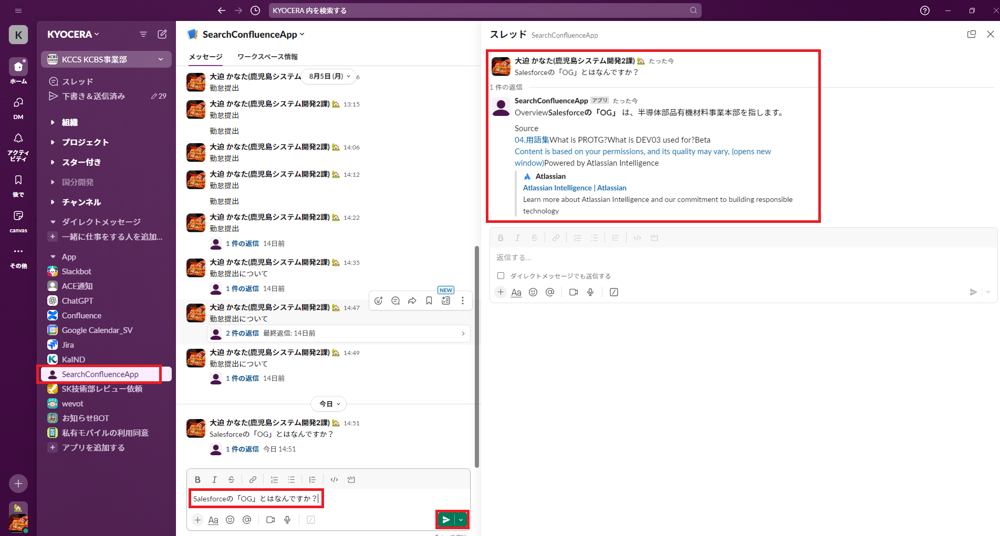 KYOCERA 内を検索する
K
ホーム
DM
アクティ
ビティ
後で
canvas
その他
KYOCERA
KCCS KCBS事業部
スレッド
下書き＆送信済み 29
組織
プロジェクト
スター付き
国分開発
チャンネル
ダイレクトメッセージ
一緒に仕事をする人を追加...
App
Slackbot
ACE通知
ChatGPT
Confluence
Google Calendar_SV
Jira
KaIND
SearchConfluenceApp
SK技術部レビュー依頼
wevot
お知らせBOT
私有モバイルの利用同意
アプリを追加する
SearchConfluenceApp
メッセージ ワークスペース情報
大迫 かなた(鹿児島システム 8月5日 (月) 6
勤怠提出
大迫 かなた(鹿児島システム開発2課) 13:15
勤怠提出
勤怠提出
大迫 かなた(鹿児島システム開発2課) 14:06
勤怠提出
大迫 かなた(鹿児島システム開発2課) 14:12
勤怠提出
勤怠提出
大迫 かなた(鹿児島システム開発2課) 14:22
勤怠提出
1 件の返信 14日前
大迫 かなた(鹿児島システム開発2課) 14:35
勤怠提出について
1 件の返信 14日前
NEW
大迫 かなた(鹿児島システム開発2課) 14:47
勤怠提出について
2 件の返信 最終返信: 14日前
大迫 かなた(鹿児島システム開発2課) 14:49
勤怠提出について
1 件の返信 14日前
今日
大迫 かなた(鹿児島システム開発2課) 14:51
Salesforceの「OG」とはなんですか？
1 件の返信 今日 14:51
Salesforceの「OG」とはなんですか？
Aa
スレッド SearchConfluenceApp
大迫 かなた(鹿児島システム開発2課) たった今
Salesforceの「OG」とはなんですか？
1 件の返信
SearchConfluenceApp アプリ たった今
OverviewSalesforceの「OG」 は、半導体部品有機材料事業本部を指します。
Source
04.用語集What is PROTG?What is DEV03 used for?Beta
Content is based on your permissions, and its quality may vary, (opens new
window)Powered by Atlassian Intelligence
Atlassian
Atlassian Intelligence | Atlassian
Learn more about Atlassian Intelligence and our commitment to building responsible
technology
返信する...
ダイレクトメッセージでも送信する
Aa